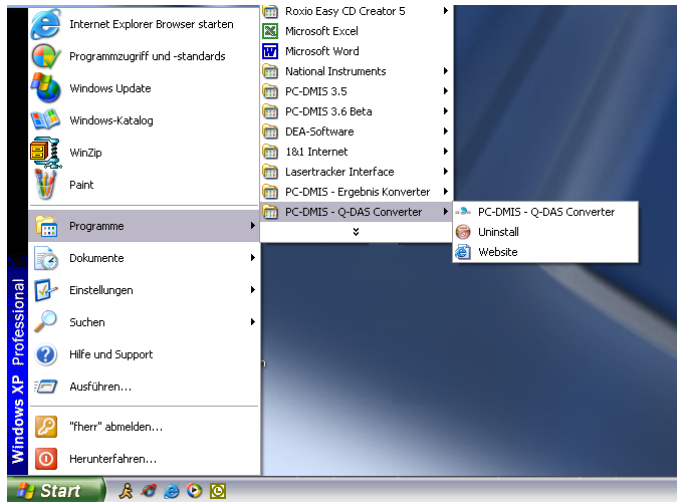 Internet Explorer Browser starten
Programmzugriff und -standards
Windows Update
Windows-Katalog
WinZip
Paint
Programme
Dokumente
Einstellungen
Suchen
Hilfe und Support
Ausführen...
"fherr" abmelden...
Herunterfahren...
Windows XP Professional
Start
Roxio Easy CD Creator 5
Microsoft Excel
Microsoft Word
National Instruments
PC-DMIS 3.5
PC-DMIS 3.6 Beta
DEA-Software
1&1 Internet
Lasertracker Interface
PC-DMIS - Ergebnis Konverter
PC-DMIS - Q-DAS Converter
PC-DMIS - Q-DAS Converter
Uninstall
Website